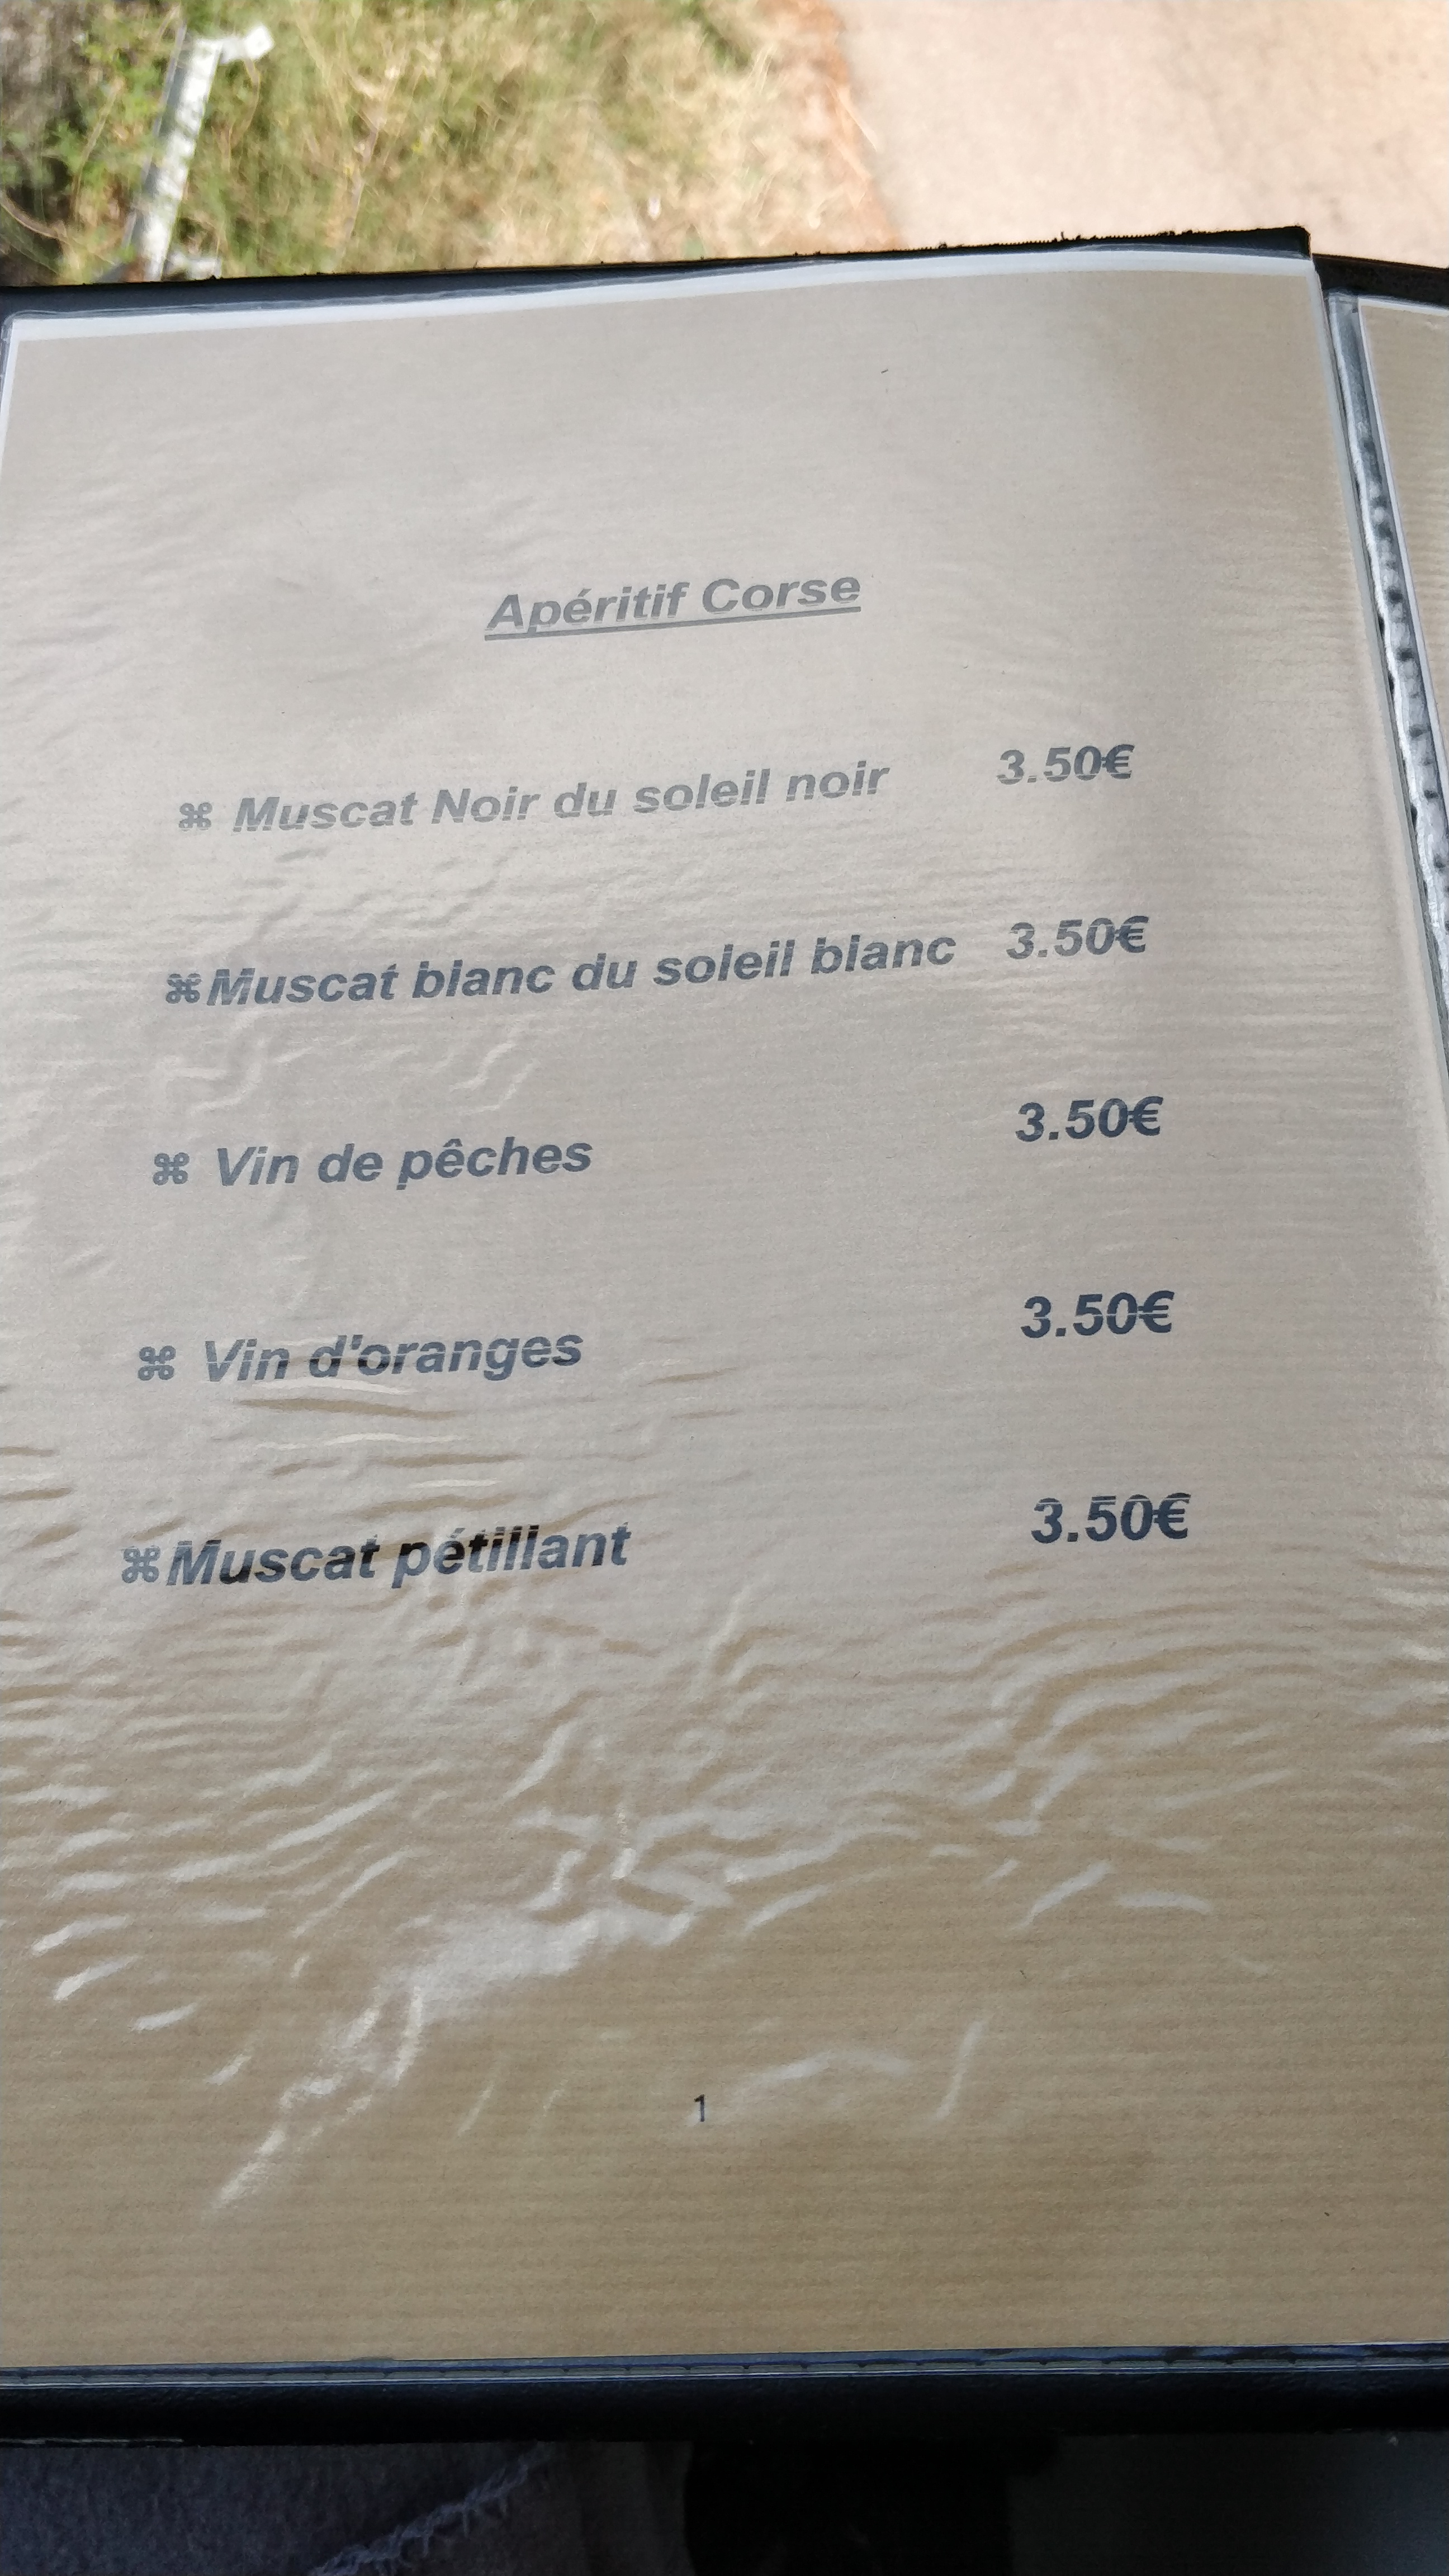 Apéritif Corse
⌘ Muscat Noir du soleil noir 3.50€
⌘Muscat blanc du soleil blanc 3.50€
⌘ Vin de pêches 3.50€
⌘ Vin d'oranges 3.50€
⌘Muscat pétillant 3.50€
1